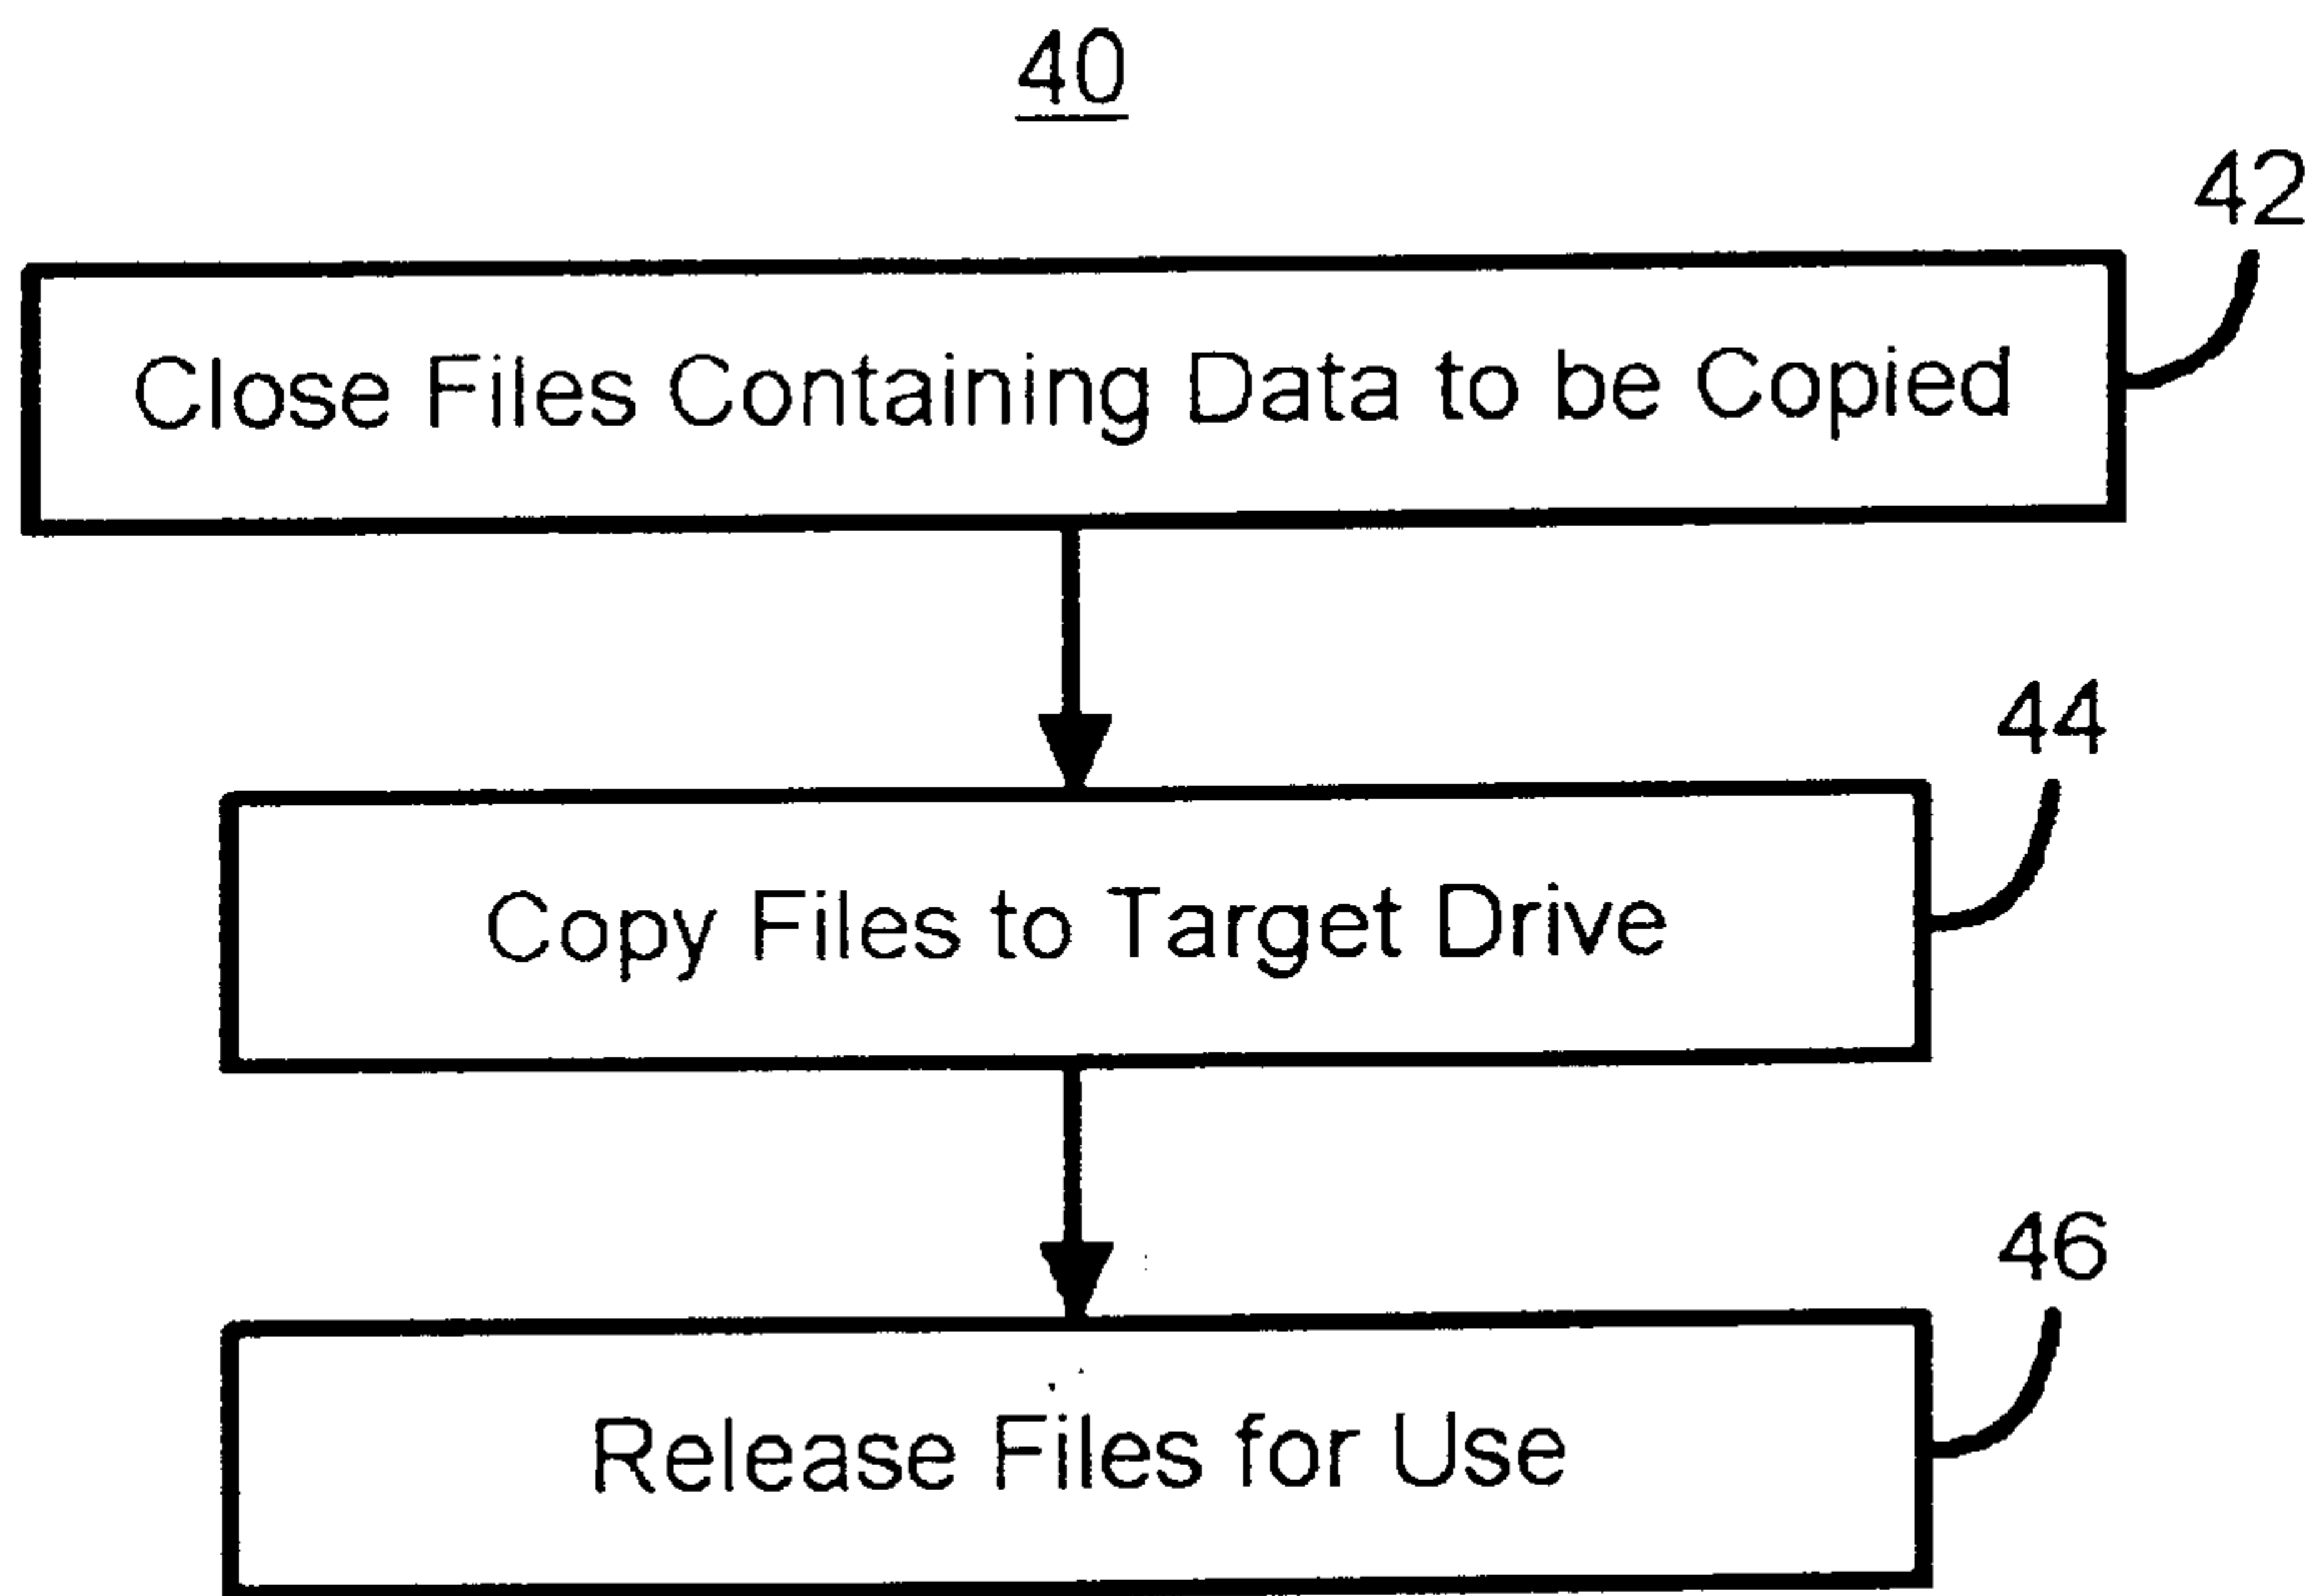 40
42
Close Files Containing Data to be Copied
44
Copy Files to Target Drive
46
Release Files for Use